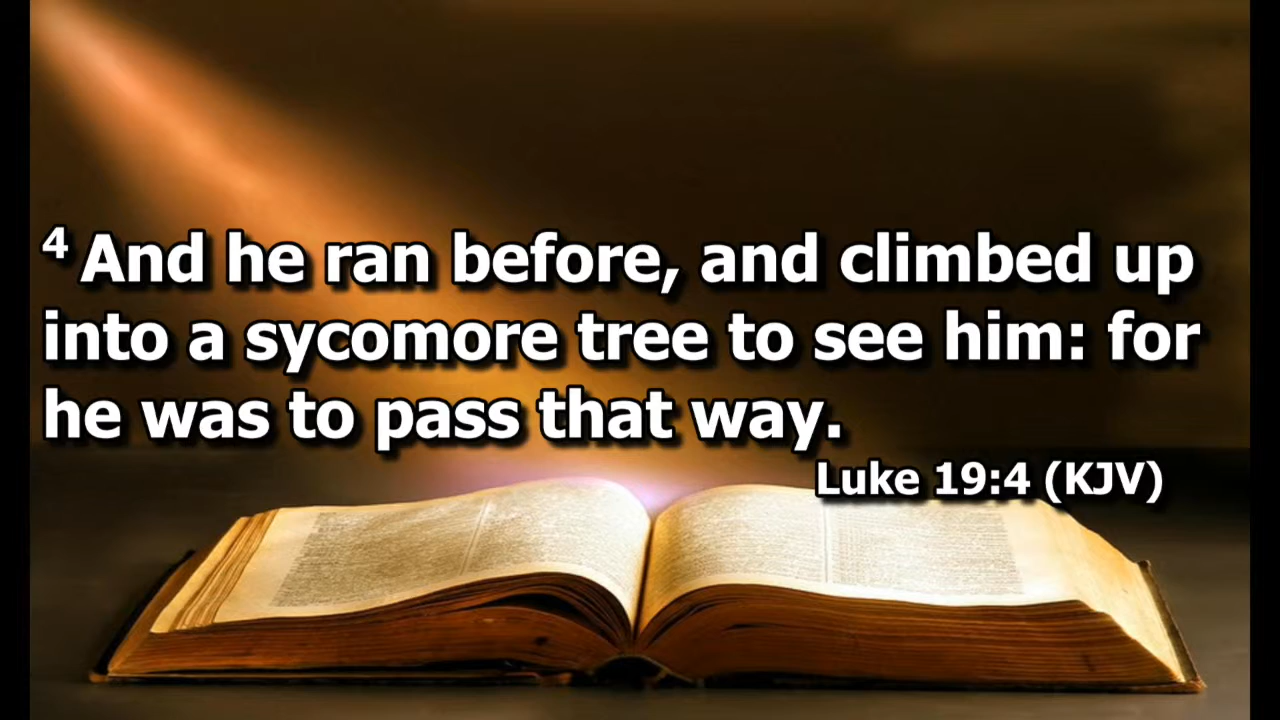 4 And he ran before, and climbed up
into a sycomore tree to see him: for
he was to pass that way.
Luke 19:4 (KJV)